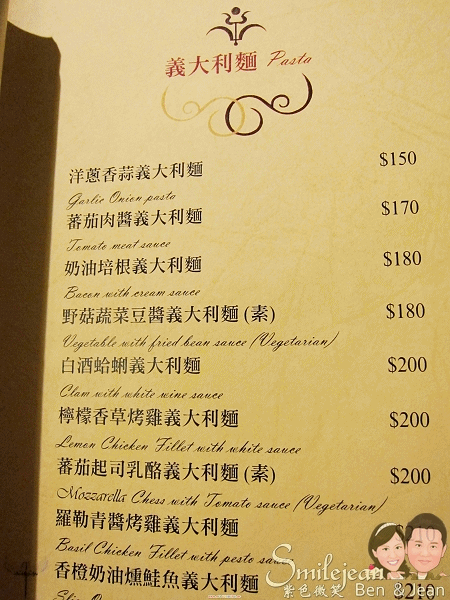 義大利麵 Pasta
洋蔥香蒜義大利麵 $150
Garlic Onion pasta
蕃茄肉醬義大利麵 $170
Tomato meat sauce
奶油培根義大利麵 $180
Bacon with cream sauce
野菇蔬菜豆醬義大利麵 (素) $180
Vegetable with fried bean sauce (Vegetarian)
白酒蛤蜊義大利麵 $200
Clam with white wine sauce
檸檬香草烤雞義大利麵 $200
Lemon Chicken Fillet with white sauce
蕃茄起司乳酪義大利麵 (素) $200
Mozzarella Chess with Tomato sauce (Vegetarian)
羅勒青醬烤雞義大利麵
Basil Chicken Fillet with pesto
香橙奶油燻鮭魚義大利麵
Smilejean
紫色微笑 Ben & Jean